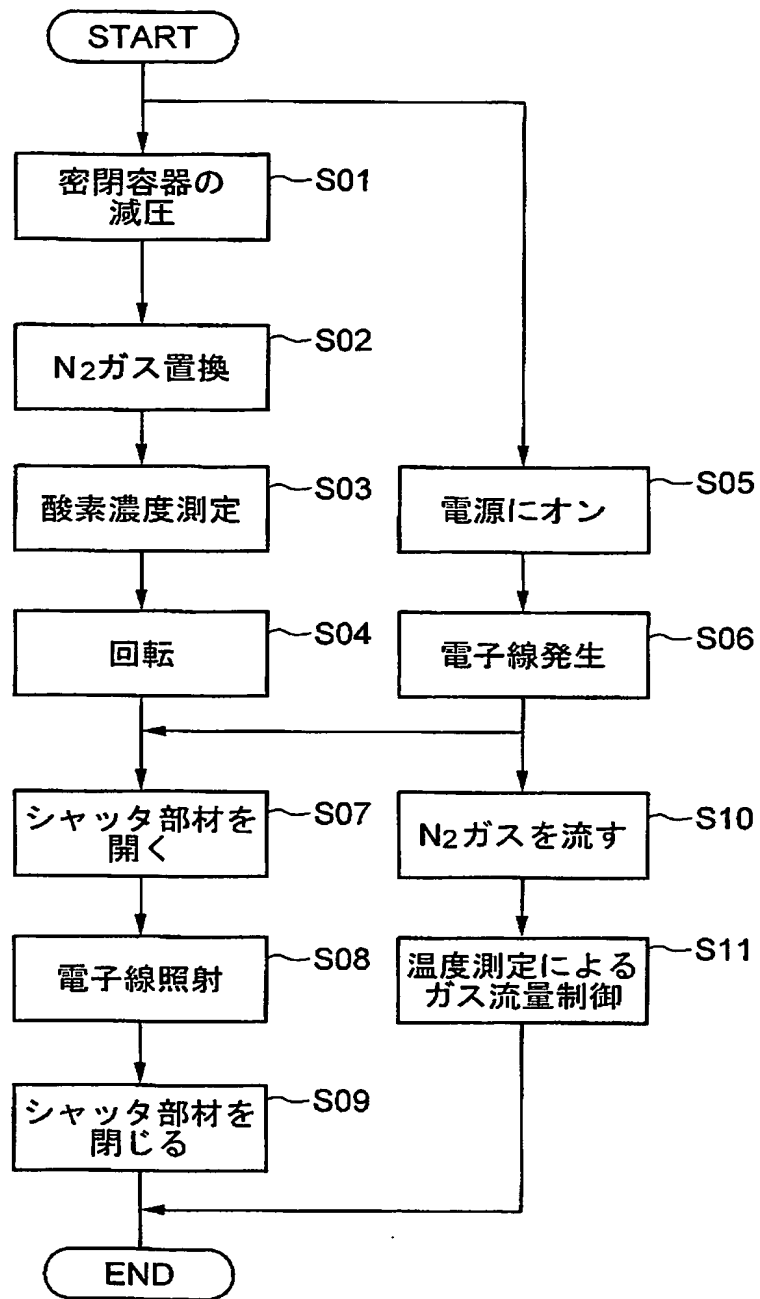 START
密閉容器の
減圧
S01
N2ガス置換
S02
酸素濃度測定
S03
回転
S04
電源にオン
S05
電子線発生
S06
シャッタ部材を
開く
S07
電子線照射
S08
シャッタ部材を
閉じる
S09
N2ガスを流す
S10
温度測定による
ガス流量制御
S11
END